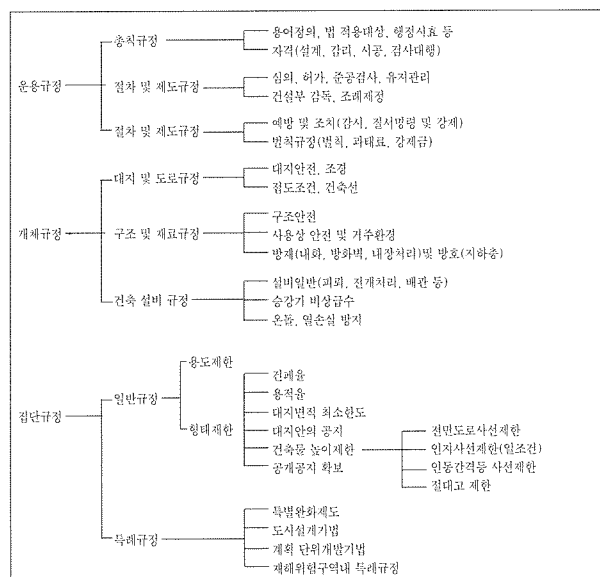 총칙규정
용어정의, 법 적용대상, 행정시효 등
자격(설계, 감리, 시공, 검사대행)
운용규정
절차 및 제도규정
심의, 허가, 준공검사, 유지관리
건설부 감독, 조례제정
절차 및 제도규정
예방 및 조치(감시, 질서명령 및 강제)
벌칙규정(벌칙, 과태료, 강제금)
대지 및 도로규정
대지안전, 조경
접도조건, 건축선
개체규정
구조 및 재료규정
구조안전
사용상 안전 및 거주환경
방재(내화, 방화벽, 내장처리)및 방호(지하층)
건축 설비 규정
설비일반(피뢰, 전개처리, 배관 등)
승강기 비상급수
온돌, 열손실 방지
집단규정
일반규정
용도제한
형태제한
건폐율
용적율
대지면적 최소한도
대지안의 공지
건축물 높이제한
공개공지 확보
전면도로사선제한
인지사선제한(일조건)
인동간격등 사선제한
절대고 제한
특례규정
특별완화제도
도시설계기법
계획 단위개발기법
재해위험구역내 특례규정